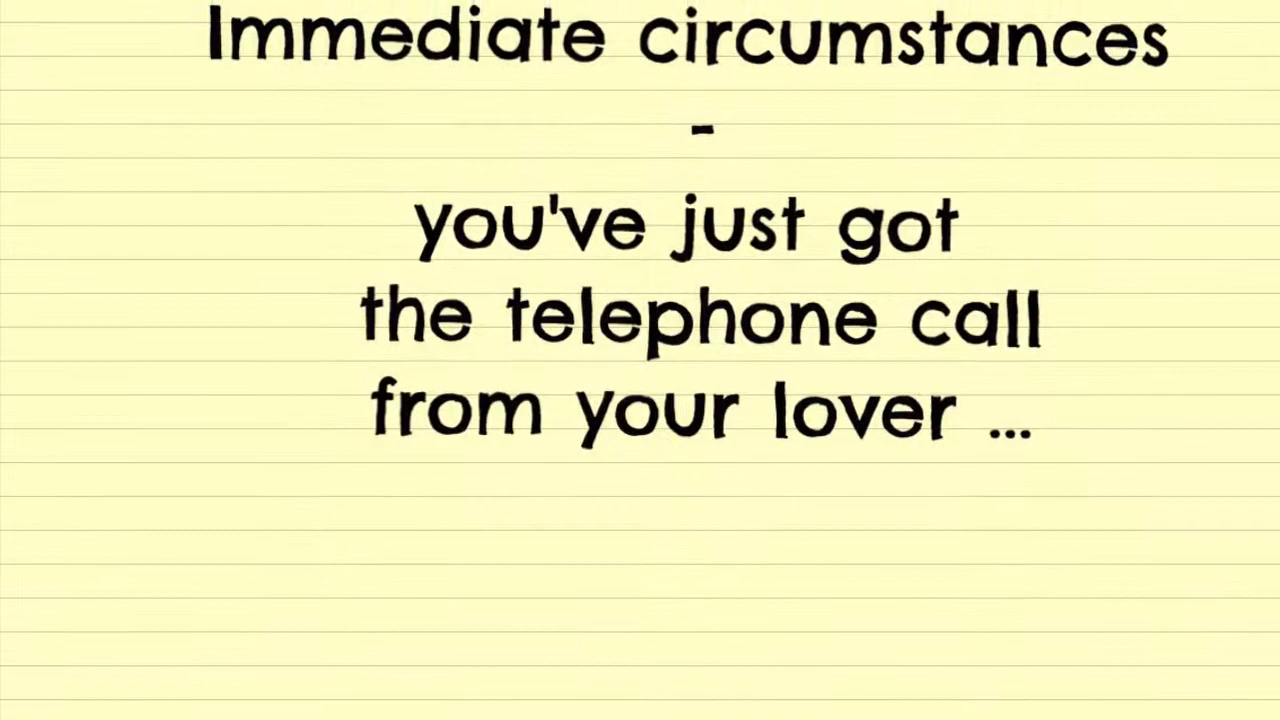 Immediate circumstances
-
you've just got
the telephone call
from your lover ...